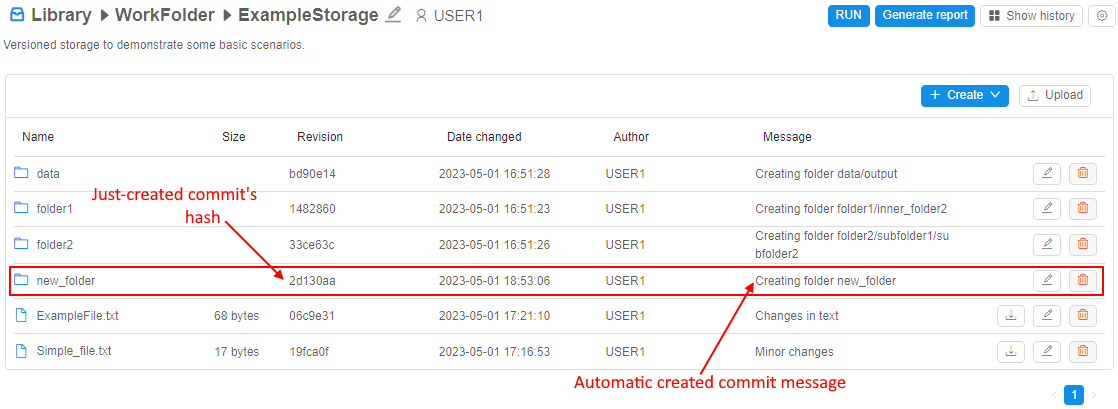 Library WorkFolder ExampleStorage USER1 RUN Generate report Show history
Versioned storage to demonstrate some basic scenarios.
Create Upload
Name Size Revision Date changed Author Message
data bd90e14 2023-05-01 16:51:28 USER1 Creating folder data/output
Just-created commit's
hash
folder1 1482860 2023-05-01 16:51:23 USER1 Creating folder folder1/inner_folder2
folder2 33ce63c 2023-05-01 16:51:26 USER1 Creating folder folder2/subfolder1/su
bfolder2
new_folder 2d130aa 2023-05-01 18:53:06 USER1 Creating folder new_folder
ExampleFile.txt 68 bytes 06c9e31 2023-05-01 17:21:10 USER1 Changes in text
Simple_file.txt 17 bytes 19fca0f 2023-05-01 17:16:53 USER1 Minor changes
Automatic created commit message
1